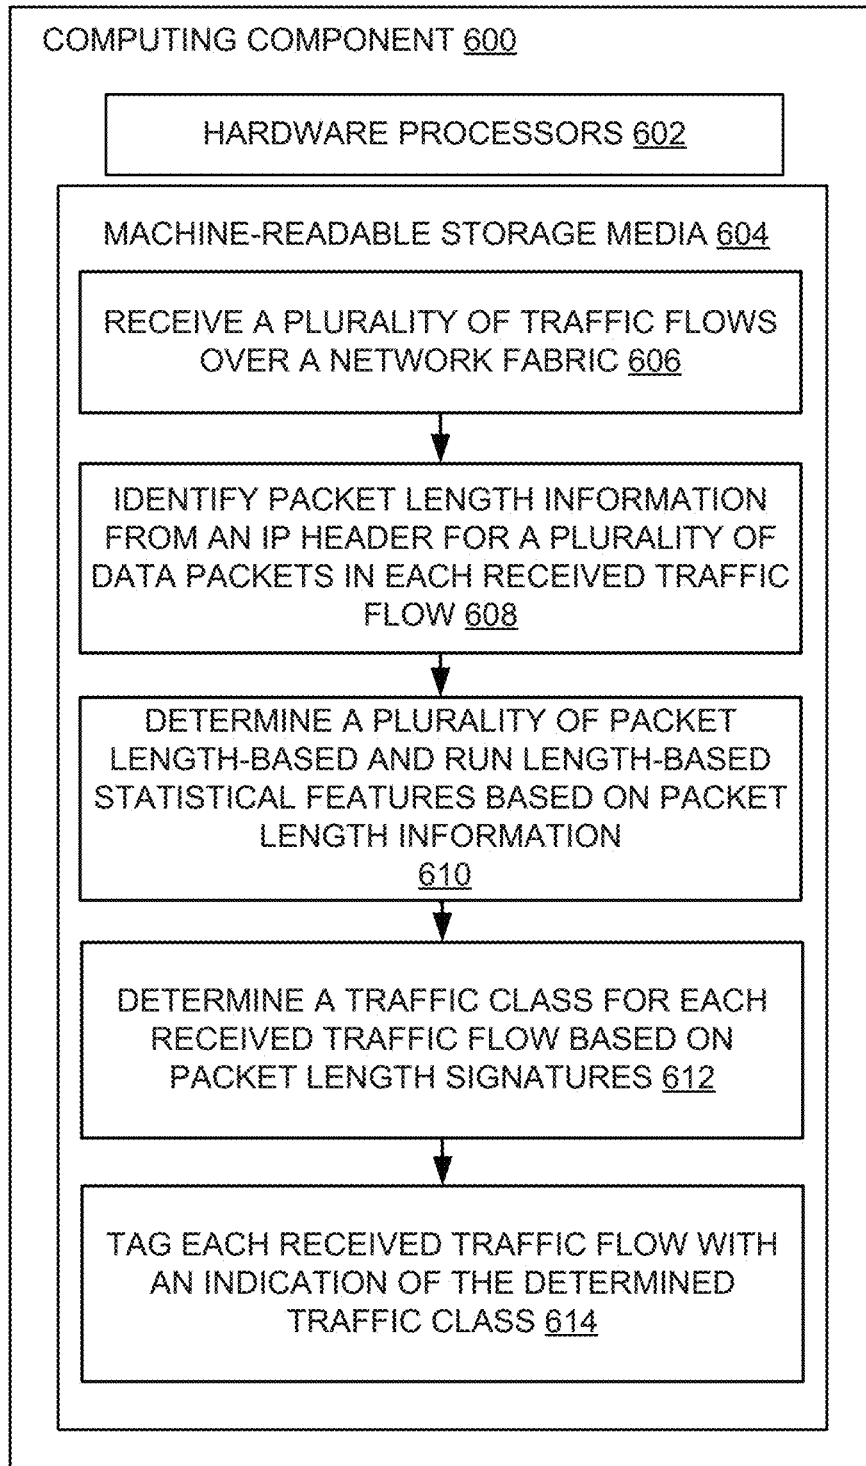 COMPUTING COMPONENT 600
HARDWARE PROCESSORS 602
MACHINE-READABLE STORAGE MEDIA 604
RECEIVE A PLURALITY OF TRAFFIC FLOWS
OVER A NETWORK FABRIC 606
IDENTIFY PACKET LENGTH INFORMATION
FROM AN IP HEADER FOR A PLURALITY OF
DATA PACKETS IN EACH RECEIVED TRAFFIC
FLOW 608
DETERMINE A PLURALITY OF PACKET
LENGTH-BASED AND RUN LENGTH-BASED
STATISTICAL FEATURES BASED ON PACKET
LENGTH INFORMATION
610
DETERMINE A TRAFFIC CLASS FOR EACH
RECEIVED TRAFFIC FLOW BASED ON
PACKET LENGTH SIGNATURES 612
TAG EACH RECEIVED TRAFFIC FLOW WITH
AN INDICATION OF THE DETERMINED
TRAFFIC CLASS 614